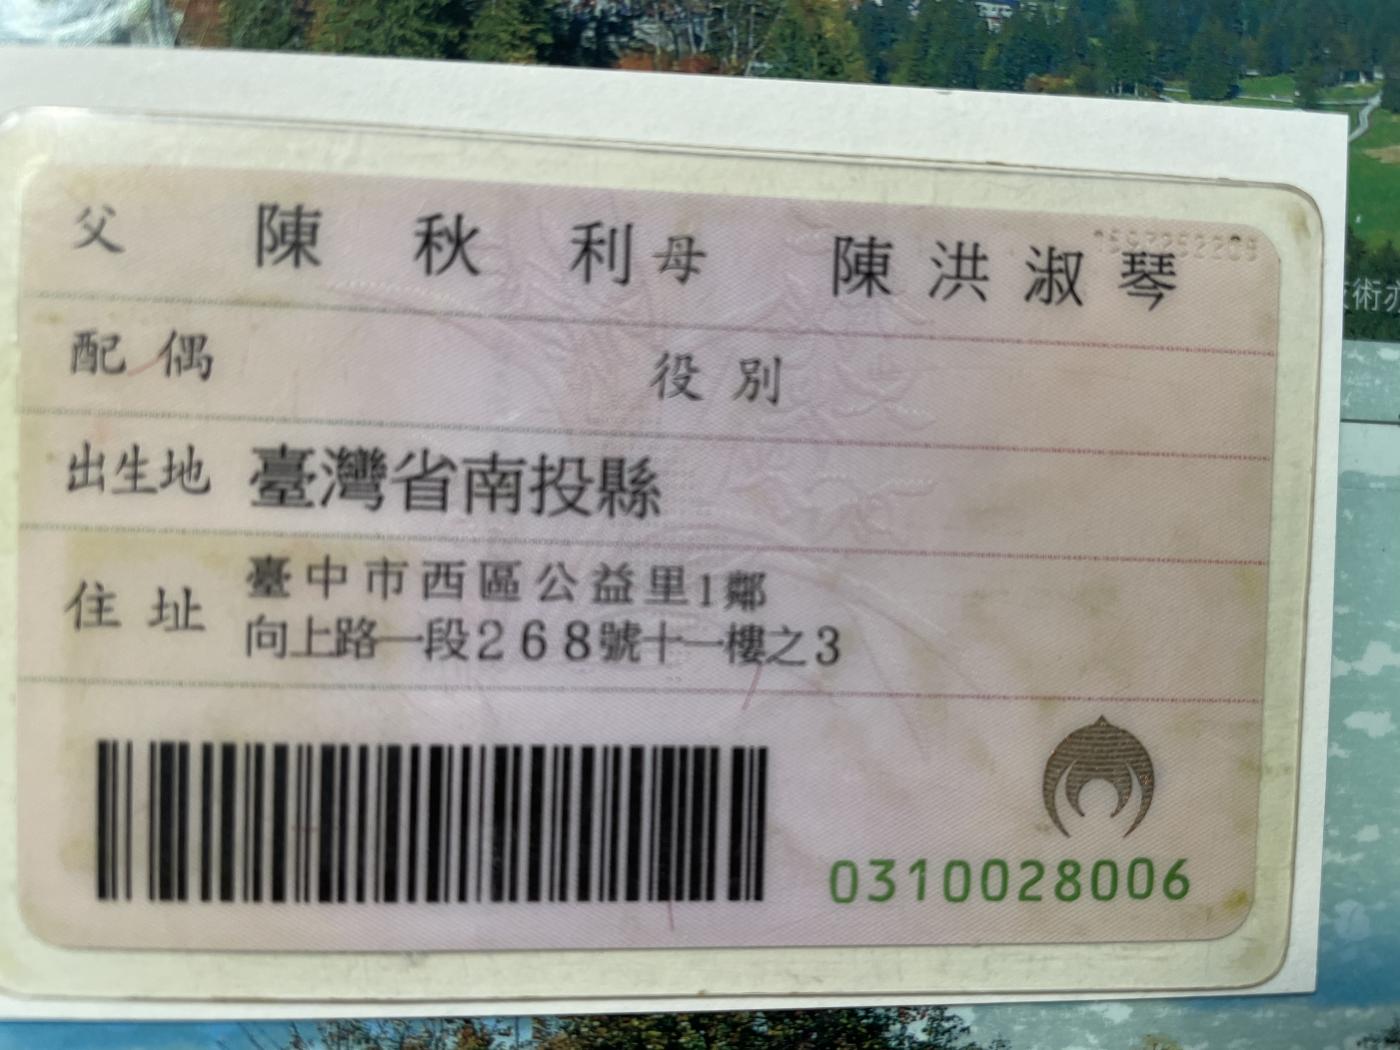 父 陳秋利 母 陳洪淑琴
配偶 役別
出生地 臺灣省南投縣
住址 臺中市西區公益里1鄰
向上路一段268號十一樓之3
0310028006
術